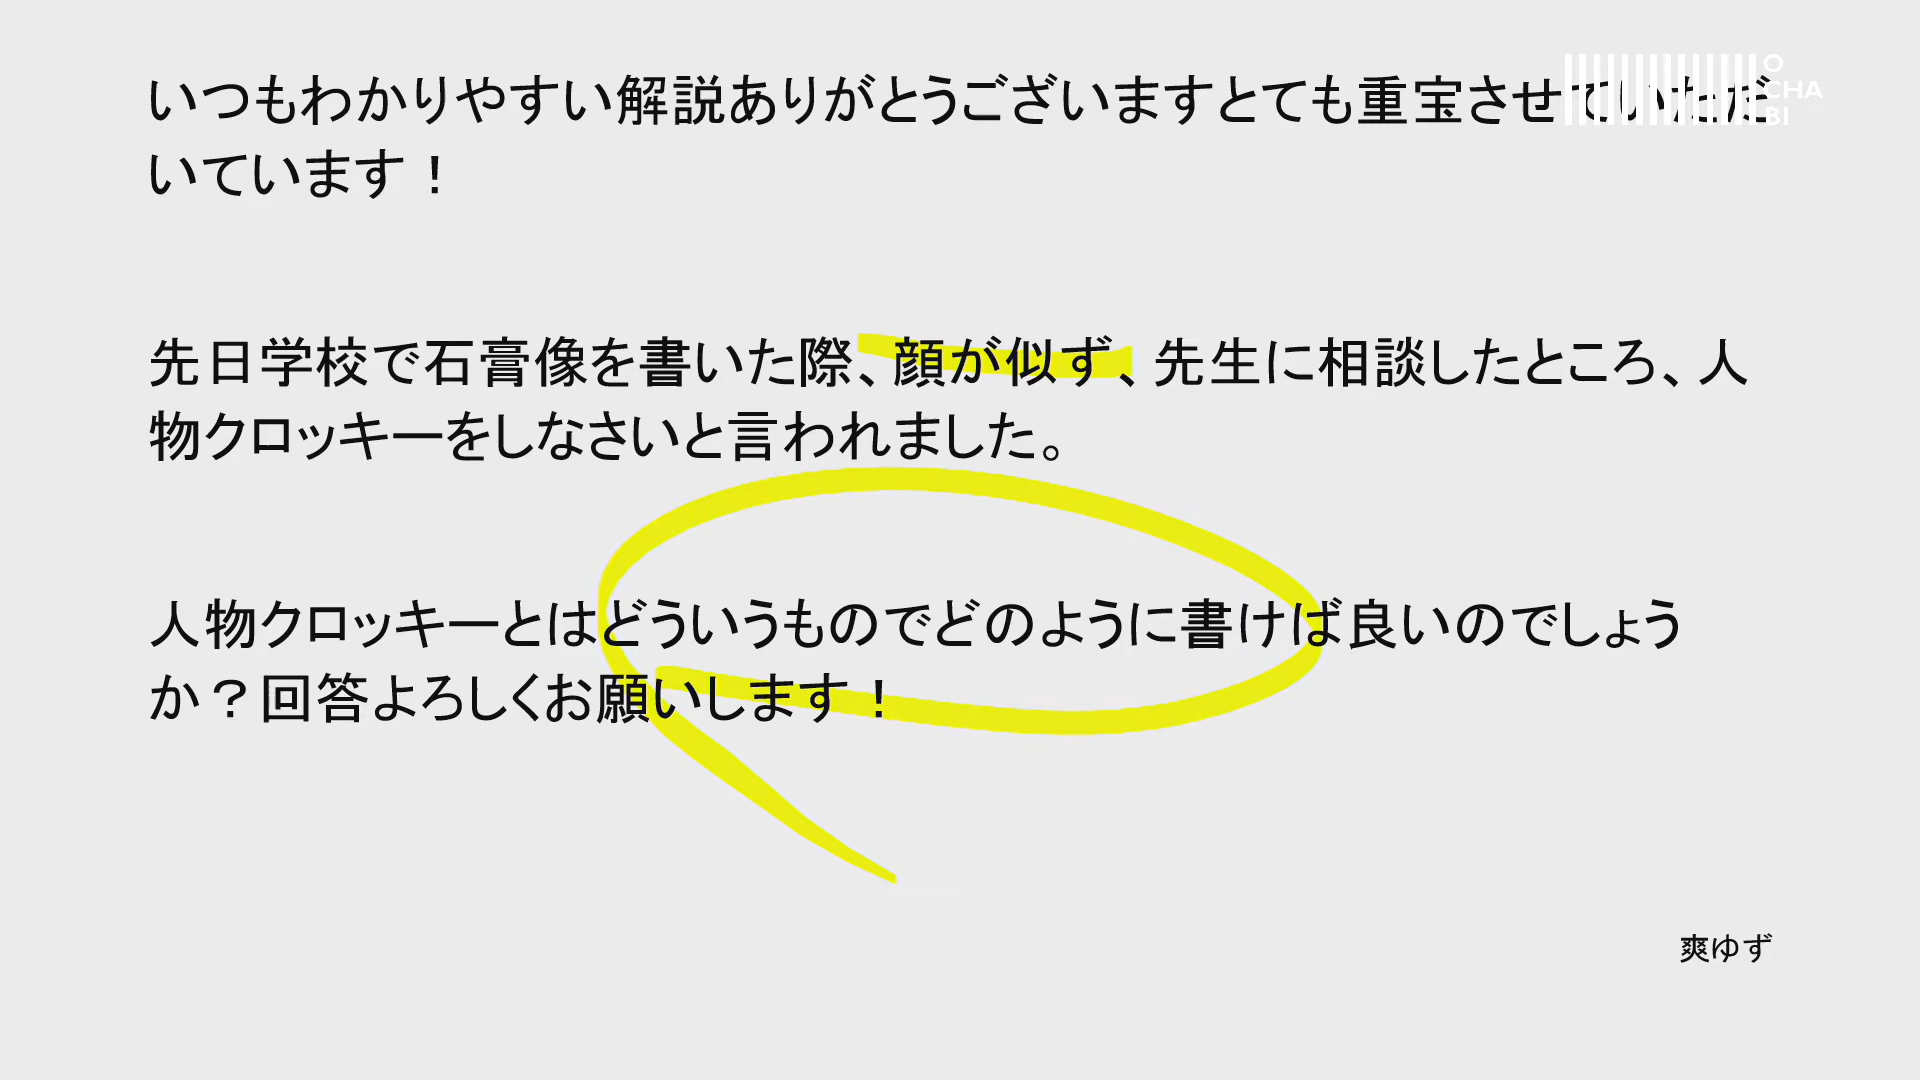 いつもわかりやすい解説ありがとうございますとても重宝させていただ
いています！
先日学校で石膏像を書いた際、顔が似ず、先生に相談したところ、人
物クロッキーをしなさいと言われました。
人物クロッキーとはどういうものでどのように書けば良いのでしょう
か？回答よろしくお願いします！
爽ゆず
O
CHA
BI